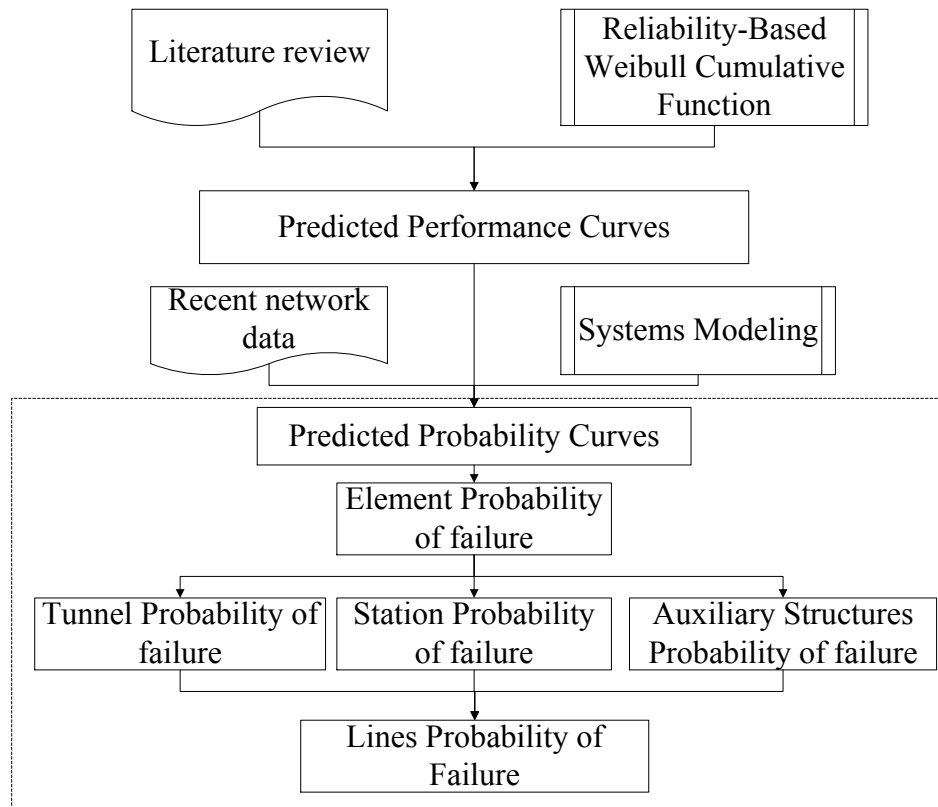 Literature review
Reliability-Based
Weibull Cumulative
Function
Predicted Performance Curves
Recent network
data
Systems Modeling
Predicted Probability Curves
Element Probability
of failure
Tunnel Probability of
failure
Station Probability
of failure
Auxiliary Structures
Probability of failure
Lines Probability of
Failure